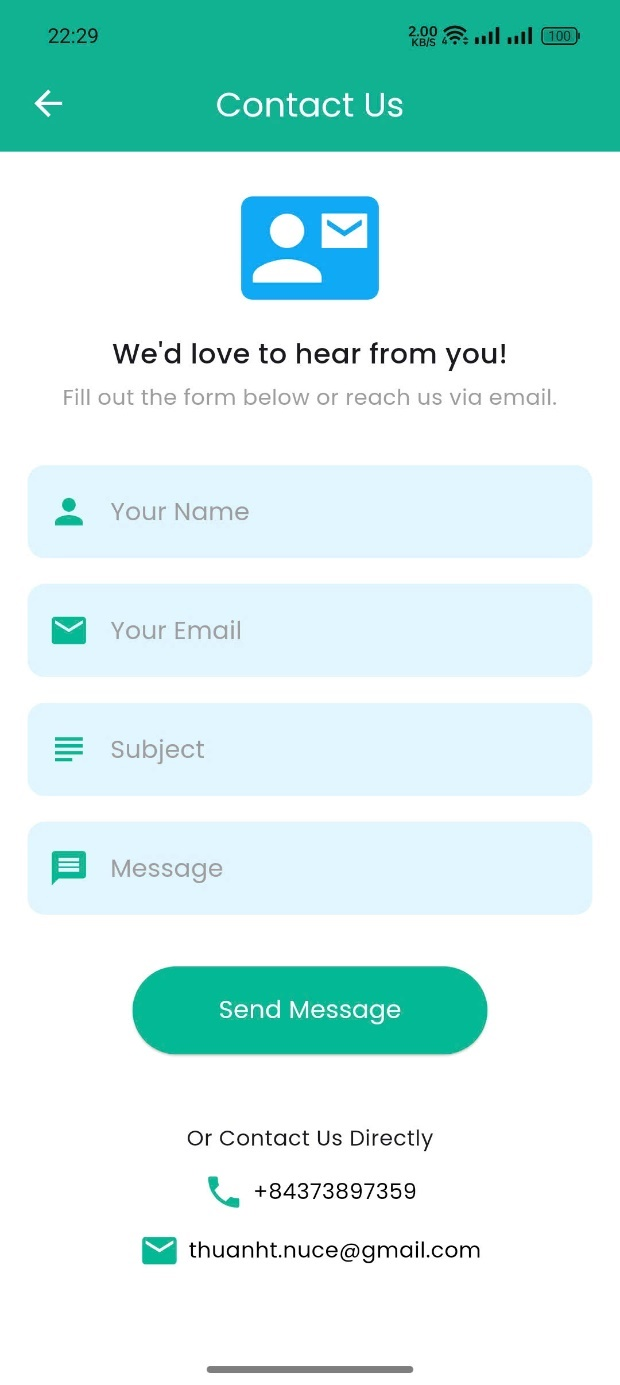 22:29
2.00
KB/S
4
100
Contact Us
We'd love to hear from you!
Fill out the form below or reach us via email.
Your Name
Your Email
Subject
Message
Send Message
Or Contact Us Directly
+84373897359
thuanht.nuce@gmail.com